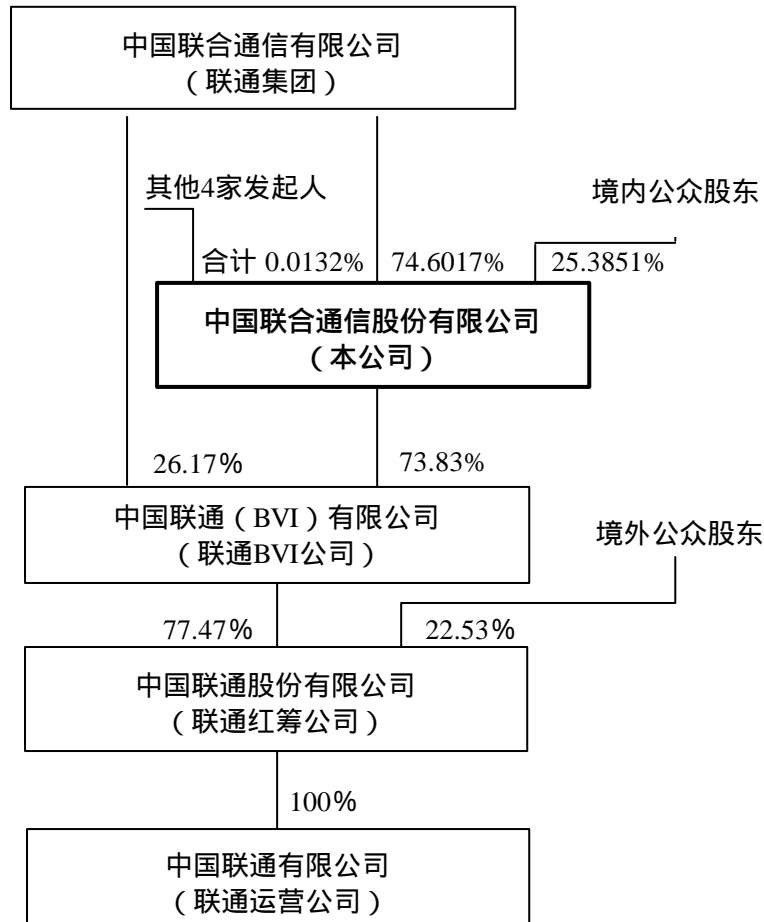 中国联合通信有限公司
（联通集团）
其他4家发起人
境内公众股东
合计 0.0132%
74.6017%
25.3851%
中国联合通信股份有限公司
（本公司）
26.17%
73.83%
中国联通（BVI）有限公司
（联通BVI公司）
境外公众股东
77.47%
22.53%
中国联通股份有限公司
（联通红筹公司）
100%
中国联通有限公司
（联通运营公司）